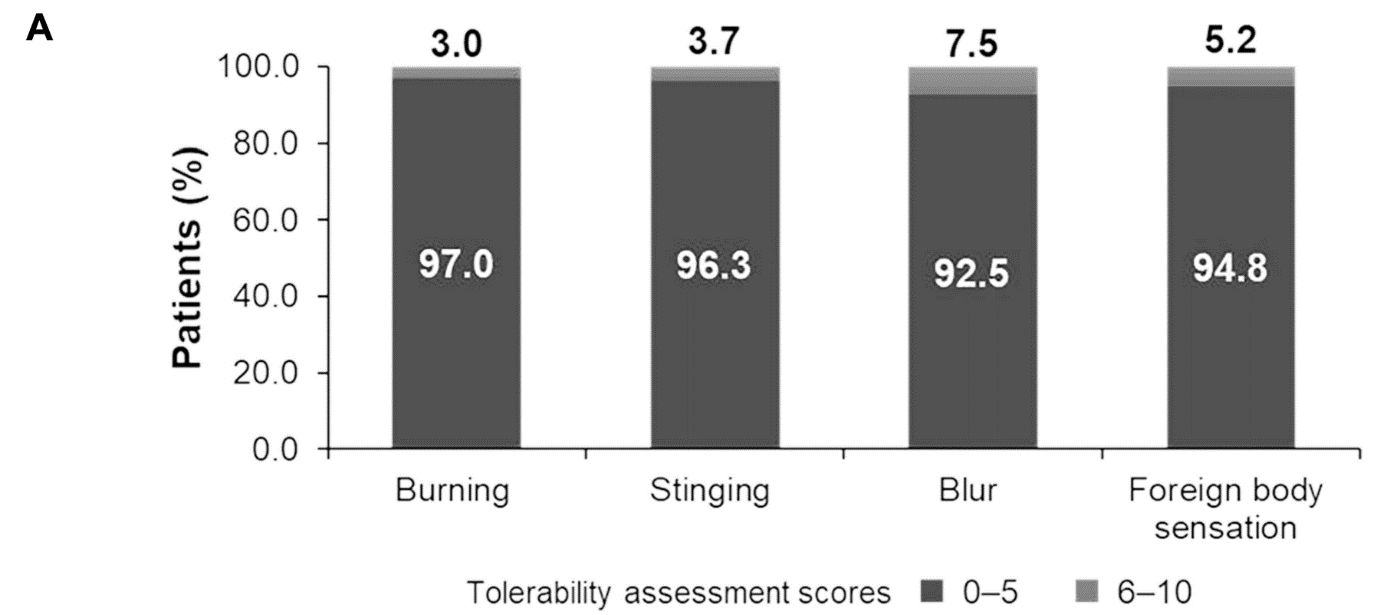 A
3.0 3.7 7.5 5.2
100.0
80.0
60.0
40.0
20.0
0.0
Patients (%)
97.0 96.3 92.5 94.8
Burning Stinging Blur Foreign body
sensation
Tolerability assessment scores 0–5 6–10